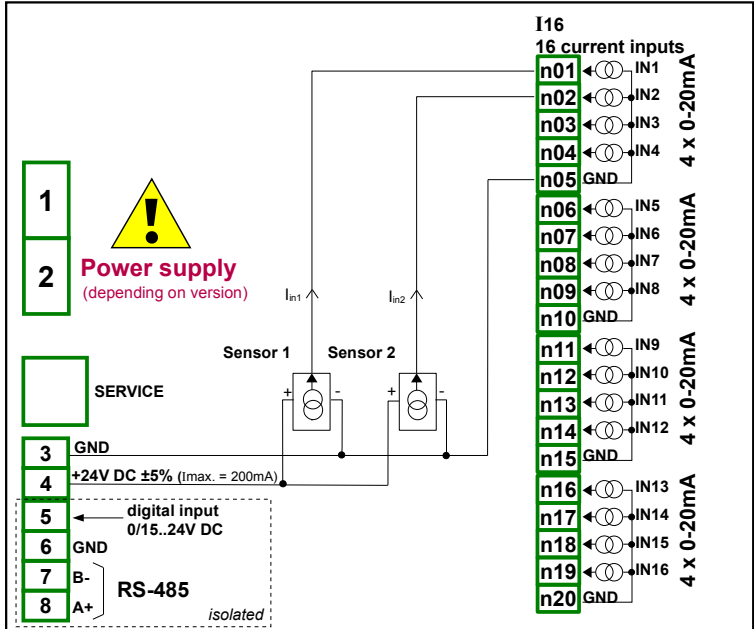 I16
16 current inputs
n01 IN1
n02 IN2
n03 IN3
n04 IN4
n05 GND
4 x 0-20mA
n06 IN5
n07 IN6
n08 IN7
n09 IN8
n10 GND
4 x 0-20mA
n11 IN9
n12 IN10
n13 IN11
n14 IN12
n15 GND
4 x 0-20mA
n16 IN13
n17 IN14
n18 IN15
n19 IN16
n20 GND
4 x 0-20mA
1
2
!
Power supply
(depending on version)
Iin1
Iin2
Sensor 1
Sensor 2
+ -
+ -
SERVICE
3 GND
4 +24V DC ±5% (Imax. = 200mA)
5 digital input
0/15..24V DC
6 GND
7 B-
8 A+
RS-485
isolated